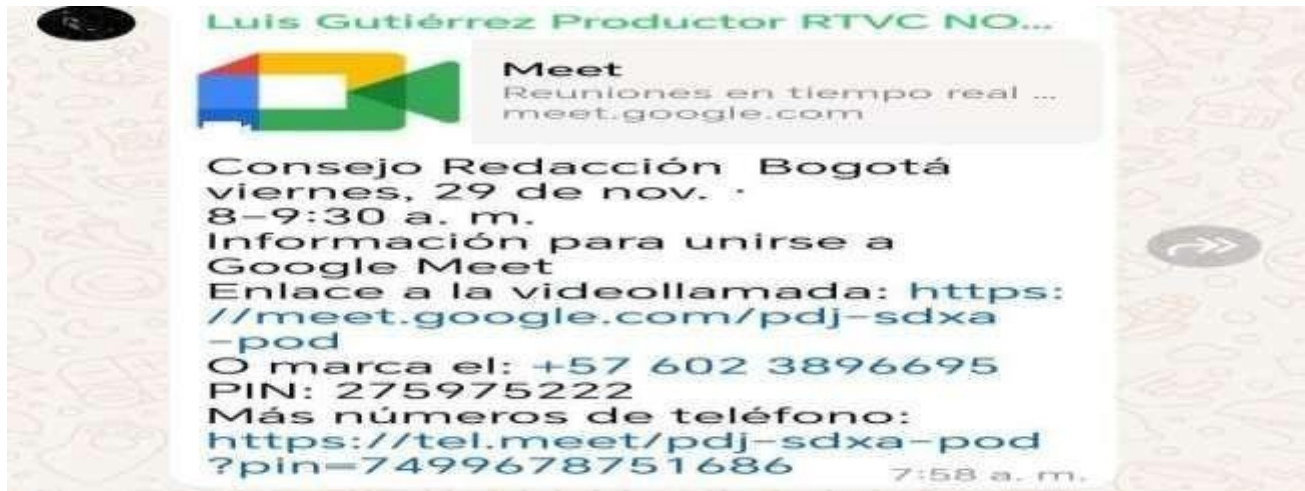 Luis Gutiérrez Productor RTVC NO...
Meet
Reuniones en tiempo real ...
meet.google.com
Consejo Redacción Bogotá
viernes, 29 de nov. ·
8–9:30 a. m.
Información para unirse a
Google Meet
Enlace a la videollamada: https:
//meet.google.com/pdj-sdxa
-pod
O marca el: +57 602 3896695
PIN: 275975222
Más números de teléfono:
https://tel.meet/pdj-sdxa-pod
?pin=7499678751686
7:58 a. m.